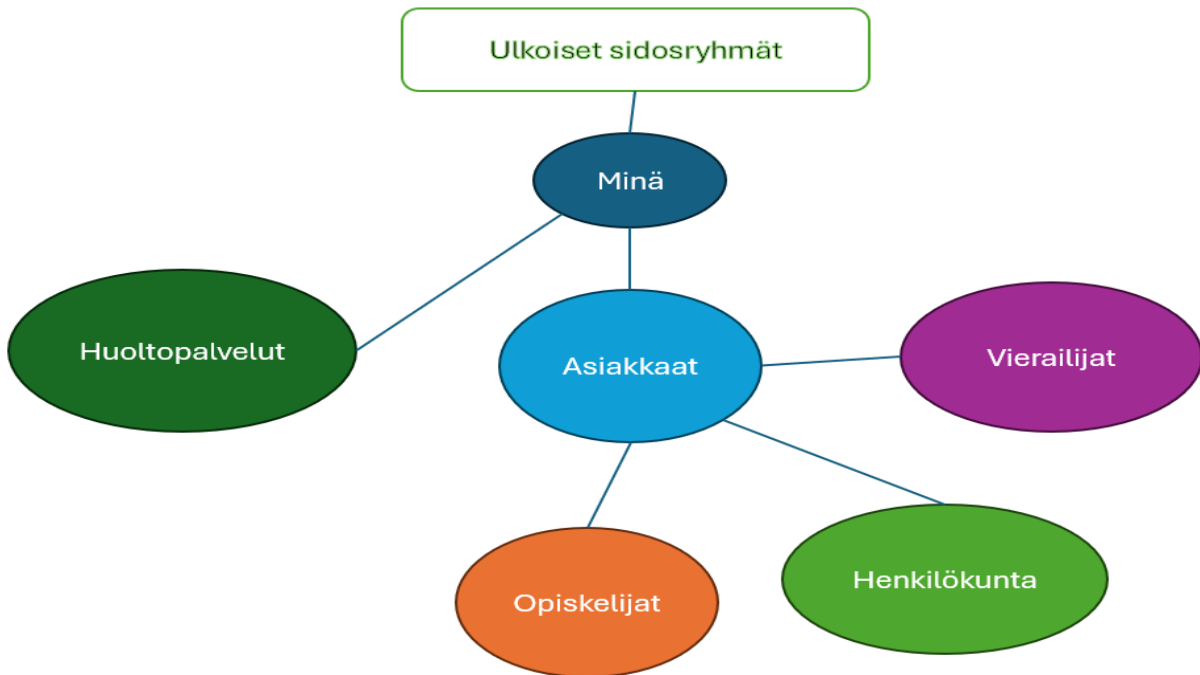 Ulkoiset sidosryhmät
Minä
Huoltopalvelut
Asiakkaat
Vierailijat
Opiskelijat
Henkilökunta